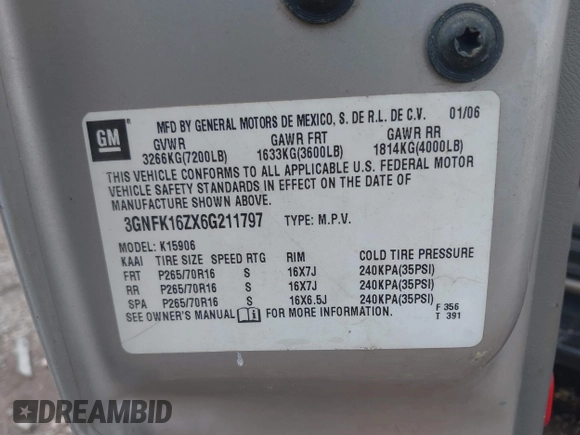 GM
MFD BY GENERAL MOTORS DE MEXICO, S. DE R.L. DE C.V. 01/06
GVWR GAWR FRT GAWR RR
3266KG(7200LB) 1633KG(3600LB) 1814KG(4000LB)
THIS VEHICLE CONFORMS TO ALL APPLICABLE U.S. FEDERAL MOTOR
VEHICLE SAFETY STANDARDS IN EFFECT ON THE DATE OF
MANUFACTURE SHOWN ABOVE.
3GNFK16ZX6G211797 TYPE: M.P.V.
MODEL: K15906
KAAI TIRE SIZE SPEED RTG RIM COLD TIRE PRESSURE
FRT P265/70R16 S 16X7J 240KPA(35PSI)
RR P265/70R16 S 16X7J 240KPA(35PSI)
SPA P265/70R16 S 16X6.5J 240KPA(35PSI)
SEE OWNER'S MANUAL FOR MORE INFORMATION.
F 356
T 391
DREAMBID